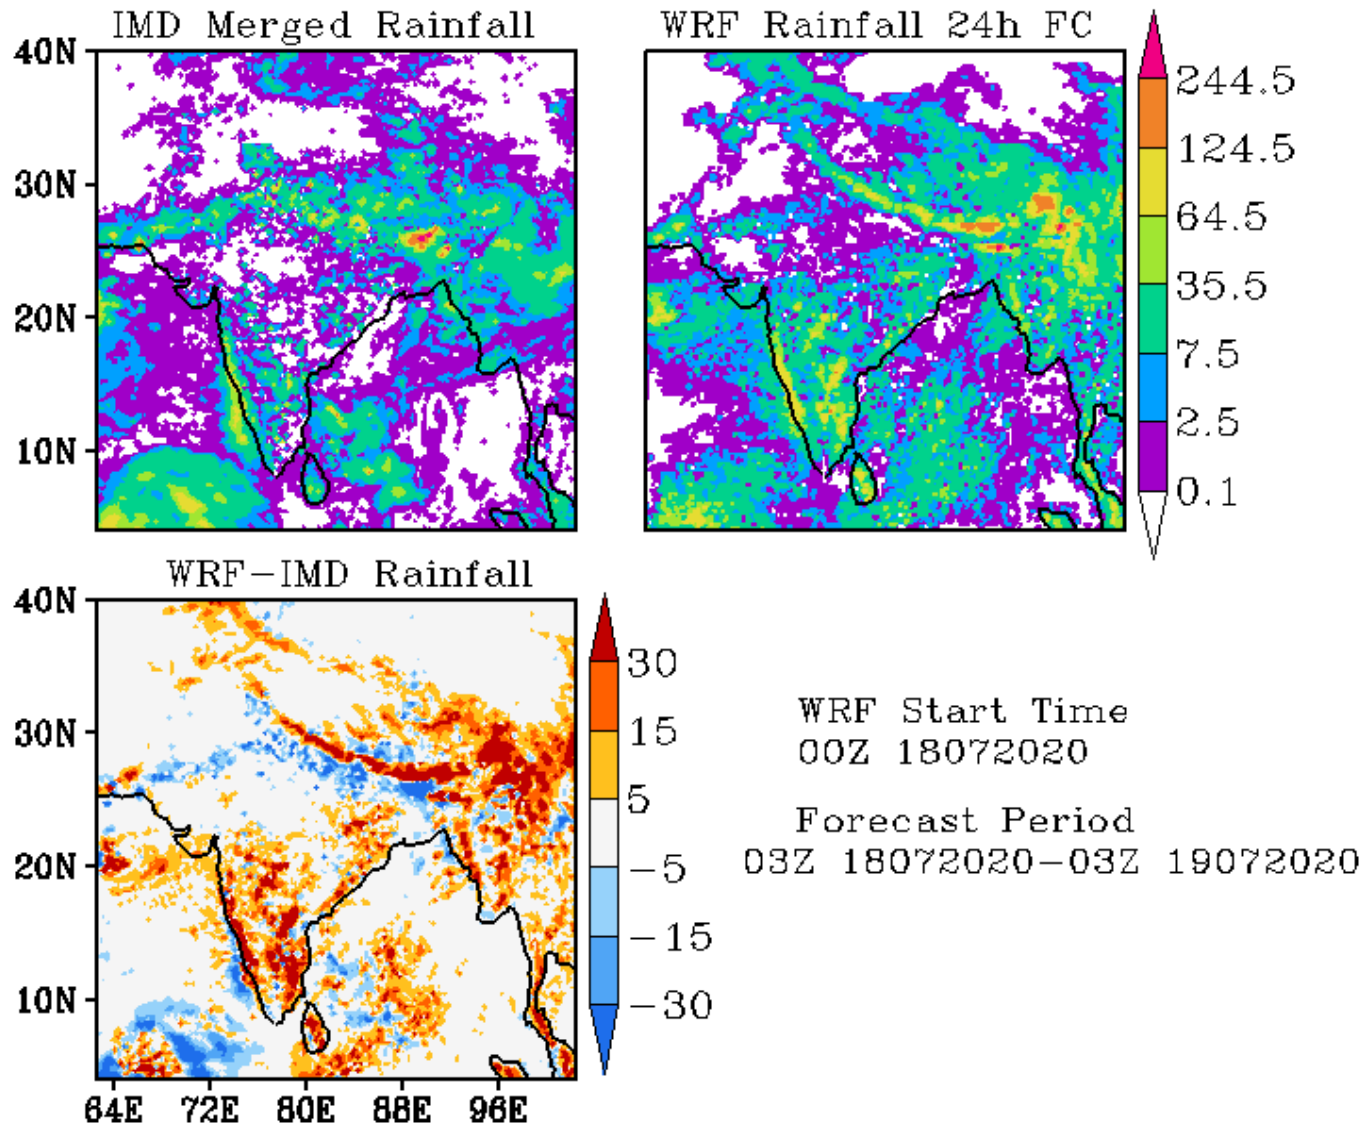 IMD Merged Rainfall
WRF Rainfall 24h FC
40N
30N
20N
10N
244.5
124.5
64.5
35.5
7.5
2.5
0.1
WRF-IMD Rainfall
40N
30N
20N
10N
64E 72E 80E 88E 96E
30
15
5
-5
-15
-30
WRF Start Time
00Z 18072020
Forecast Period
03Z 18072020-03Z 19072020